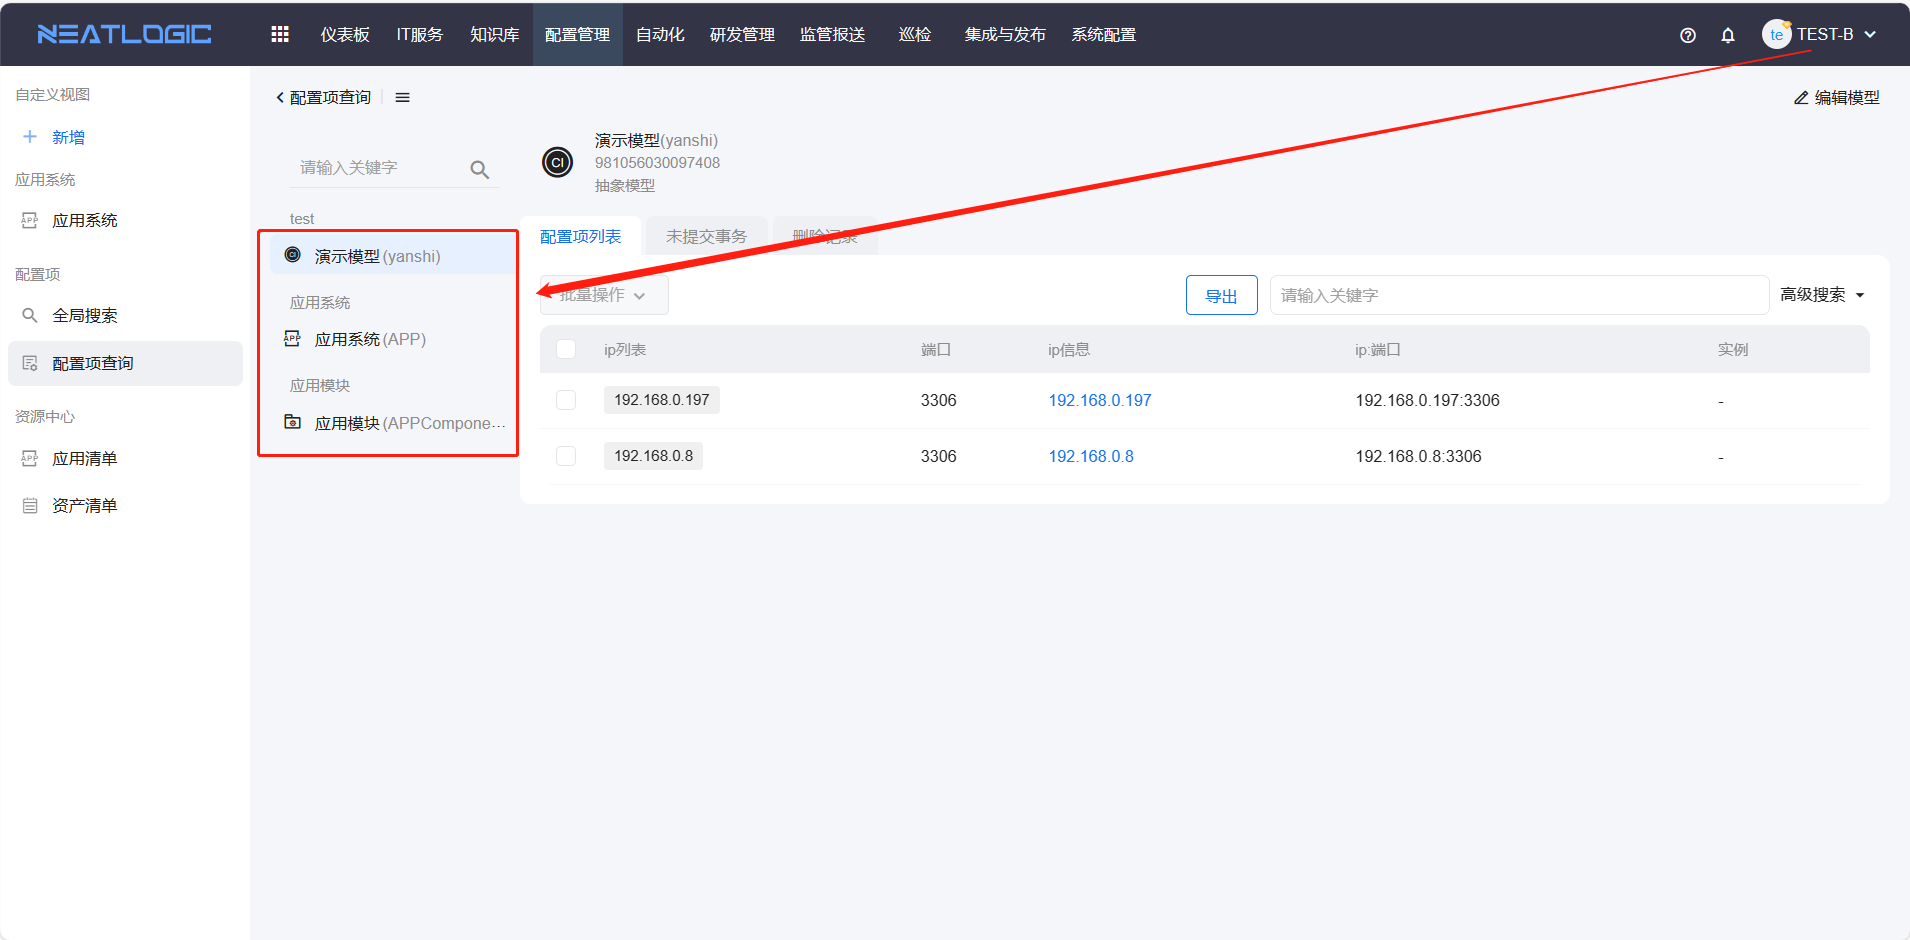 NEATLOGIC
仪表板 IT服务 知识库 配置管理 自动化 研发管理 监管报送 巡检 集成与发布 系统配置
te TEST-B
自定义视图
新增
应用系统
APP 应用系统
配置项
全局搜索
配置项查询
资源中心
APP 应用清单
资产清单
配置项查询
编辑模型
请输入关键字
test
CI 演示模型(yanshi)
应用系统
APP 应用系统(APP)
应用模块
应用模块(APPCompone...
CI
演示模型(yanshi)
981056030097408
抽象模型
配置项列表 未提交事务 删除记录
批量操作
导出
请输入关键字
高级搜索
ip列表 端口 ip信息 ip:端口 实例
192.168.0.197 3306 192.168.0.197 192.168.0.197:3306 -
192.168.0.8 3306 192.168.0.8 192.168.0.8:3306 -